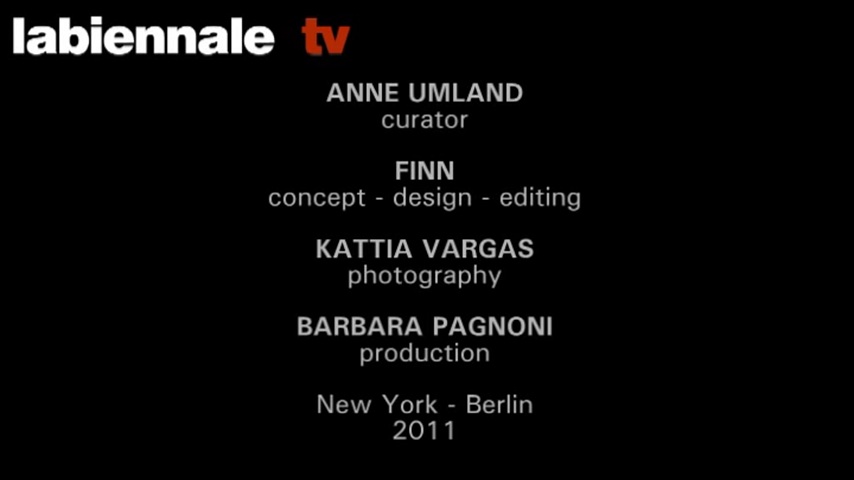 labiennale tv
ANNE UMLAND
curator
FINN
concept - design - editing
KATTIA VARGAS
photography
BARBARA PAGNONI
production
New York - Berlin
2011